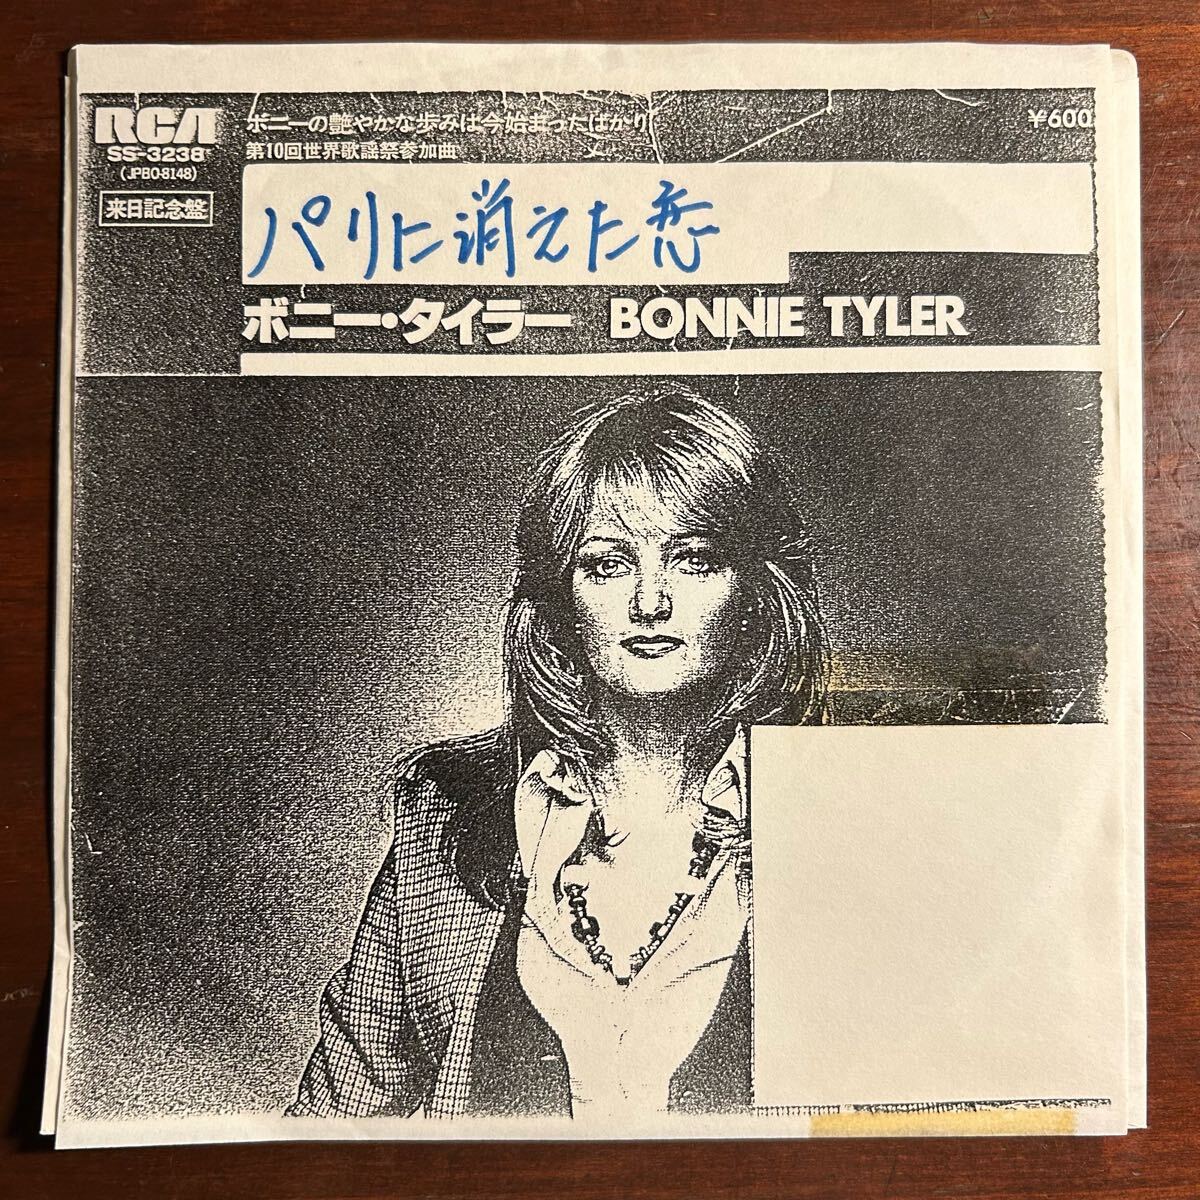 RCA
SS-3238
(JPBO-8148)
来日記念盤
ボニーの艶やかな歩みは今始まったばかり
第10回世界歌謡祭参加曲
¥600
パリに消えた恋
ボニー・タイラー BONNIE TYLER